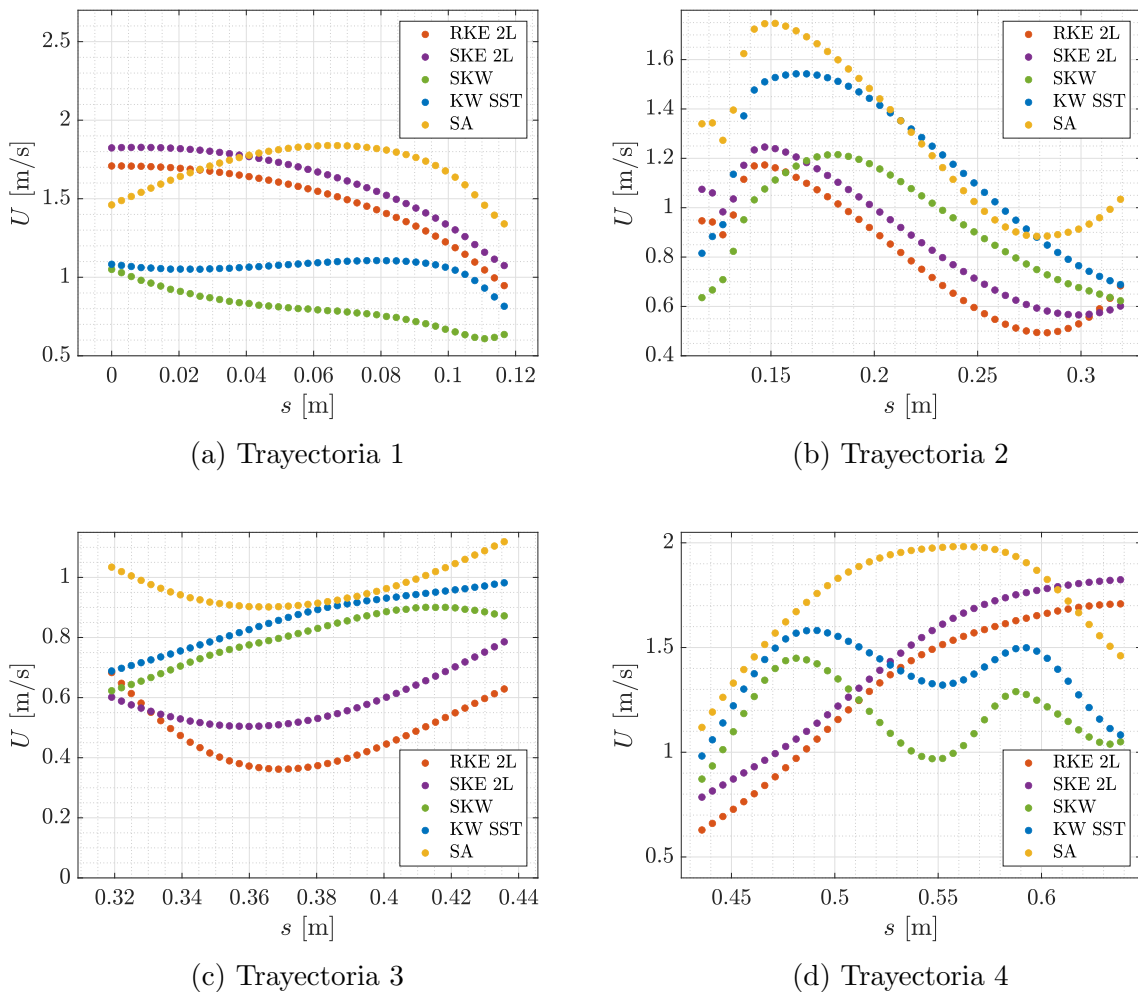 2.5
2
1.5
1
0.5
U [m/s]
0
0.02
0.04
0.06
0.08
0.1
0.12
s [m]
RKE 2L
SKE 2L
SKW
KW SST
SA
(a) Trayectoria 1
1.6
1.4
1.2
1
0.8
0.6
0.4
U [m/s]
0.15
0.2
0.25
0.3
s [m]
RKE 2L
SKE 2L
SKW
KW SST
SA
(b) Trayectoria 2
1
0.8
0.6
0.4
0.2
0
U [m/s]
0.32
0.34
0.36
0.38
0.4
0.42
0.44
s [m]
RKE 2L
SKE 2L
SKW
KW SST
SA
(c) Trayectoria 3
2
1.5
1
0.5
U [m/s]
0.45
0.5
0.55
0.6
s [m]
RKE 2L
SKE 2L
SKW
KW SST
SA
(d) Trayectoria 4